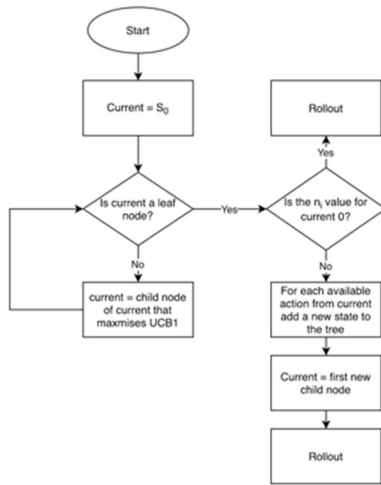 Start
Current = S₀
Rollout
Yes
Is current a leaf
node?
Yes
Is the nᵢ value for
current 0?
No
No
current = child node
of current that
maxmises UCB1
For each available
action from current
add a new state to
the tree
Current = first new
child node
Rollout